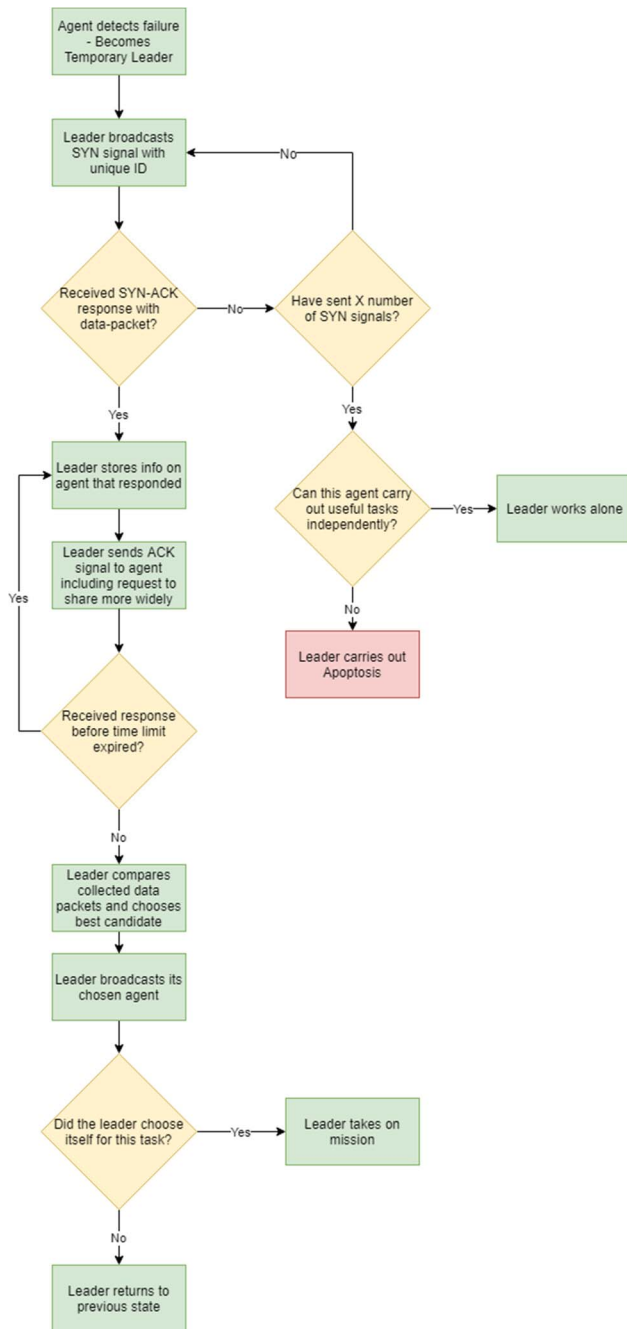 Agent detects failure
- Becomes
Temporary Leader
Leader broadcasts
SYN signal with
unique ID
No
Received SYN-ACK
response with
data-packet?
No
Have sent X number
of SYN signals?
Yes
Yes
Leader stores info on
agent that responded
Can this agent carry
out useful tasks
independently?
Yes
Leader works alone
Leader sends ACK
signal to agent
including request to
share more widely
Yes
No
Leader carries out
Apoptosis
Received response
before time limit
expired?
No
Leader compares
collected data
packets and chooses
best candidate
Leader broadcasts its
chosen agent
Did the leader choose
itself for this task?
Yes
Leader takes on
mission
No
Leader returns to
previous state